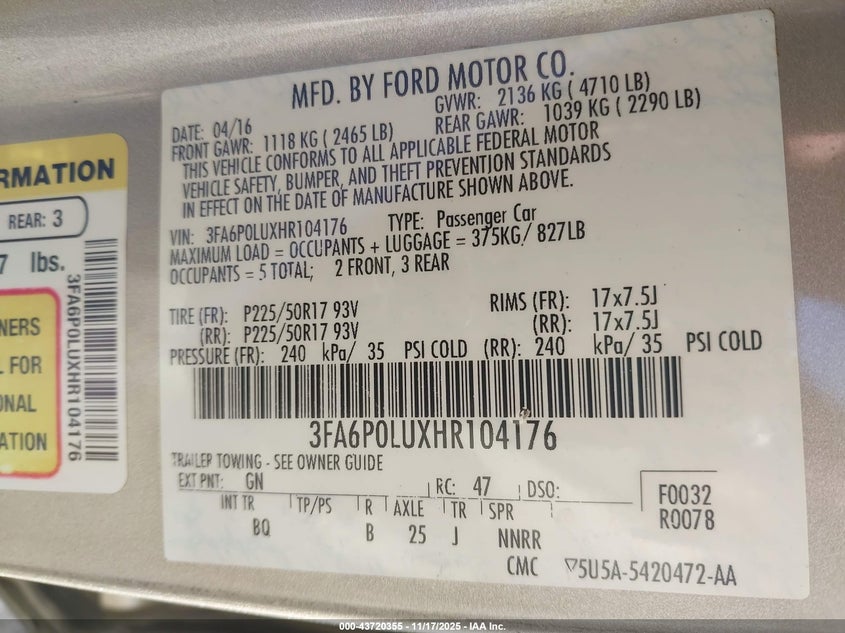 MFD. BY FORD MOTOR CO.
DATE: 04/16 GVWR: 2136 KG ( 4710 LB)
FRONT GAWR: 1118 KG ( 2465 LB) REAR GAWR: 1039 KG ( 2290 LB)
THIS VEHICLE CONFORMS TO ALL APPLICABLE FEDERAL MOTOR
VEHICLE SAFETY, BUMPER, AND THEFT PREVENTION STANDARDS
IN EFFECT ON THE DATE OF MANUFACTURE SHOWN ABOVE.
VIN: 3FA6P0LUXHR104176 TYPE: Passenger Car
MAXIMUM LOAD = OCCUPANTS + LUGGAGE = 375KG/ 827LB
OCCUPANTS = 5 TOTAL; 2 FRONT, 3 REAR
TIRE (FR): P225/50R17 93V RIMS (FR): 17x7.5J
(RR): P225/50R17 93V (RR): 17x7.5J
PRESSURE (FR): 240 kPa/ 35 PSI COLD (RR): 240 kPa/ 35 PSI COLD
3FA6P0LUXHR104176
TRAILER TOWING - SEE OWNER GUIDE
EXT PNT: GN RC: 47 DSO: F0032
INT TR TP/PS R AXLE TR SPR R0078
BQ B 25 J NNRR
CMC ▽5U5A-5420472-AA
RMATION
REAR: 3
7 lbs.
NERS
L FOR
ONAL
ATION
3FA6P0LUXHR104176
000-43720355 - 11/17/2025 - IAA Inc.